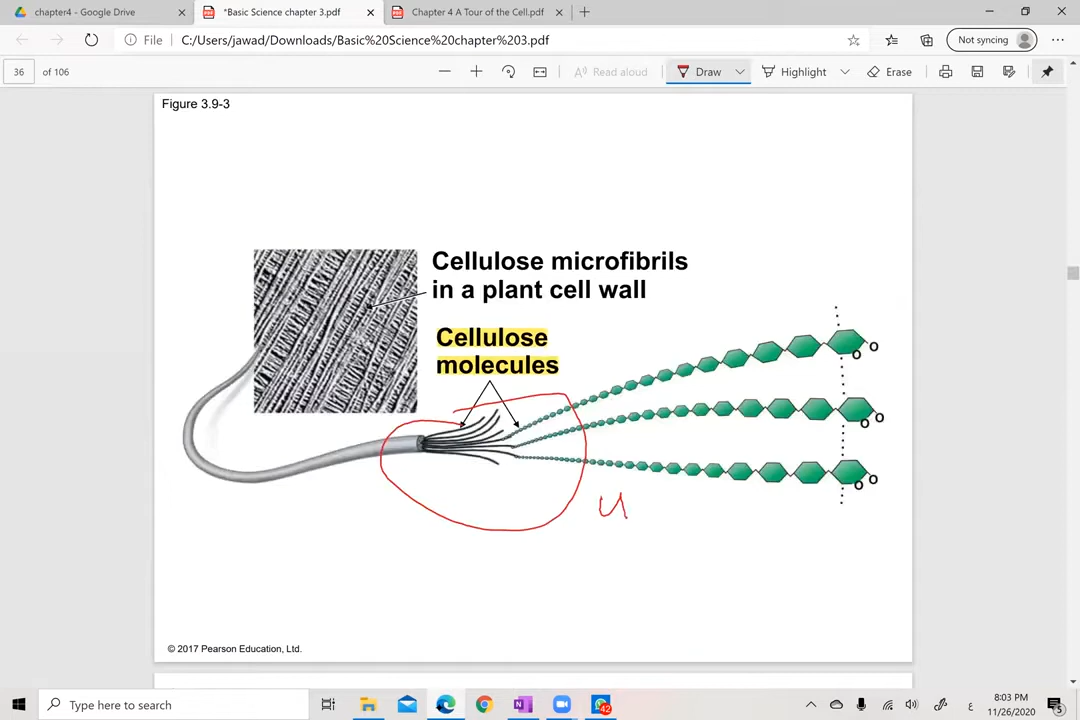 chapter4 - Google Drive
*Basic Science chapter 3.pdf
Chapter 4 A Tour of the Cell.pdf
File
C:/Users/jawad/Downloads/Basic%20Science%20chapter%203.pdf
Not syncing
36 of 106
Read aloud
Draw
Highlight
Erase
Figure 3.9-3
Cellulose microfibrils
in a plant cell wall
Cellulose
molecules
O
O
O
O
O
O
© 2017 Pearson Education, Ltd.
Type here to search
42
ع
8:03 PM
11/26/2020
5